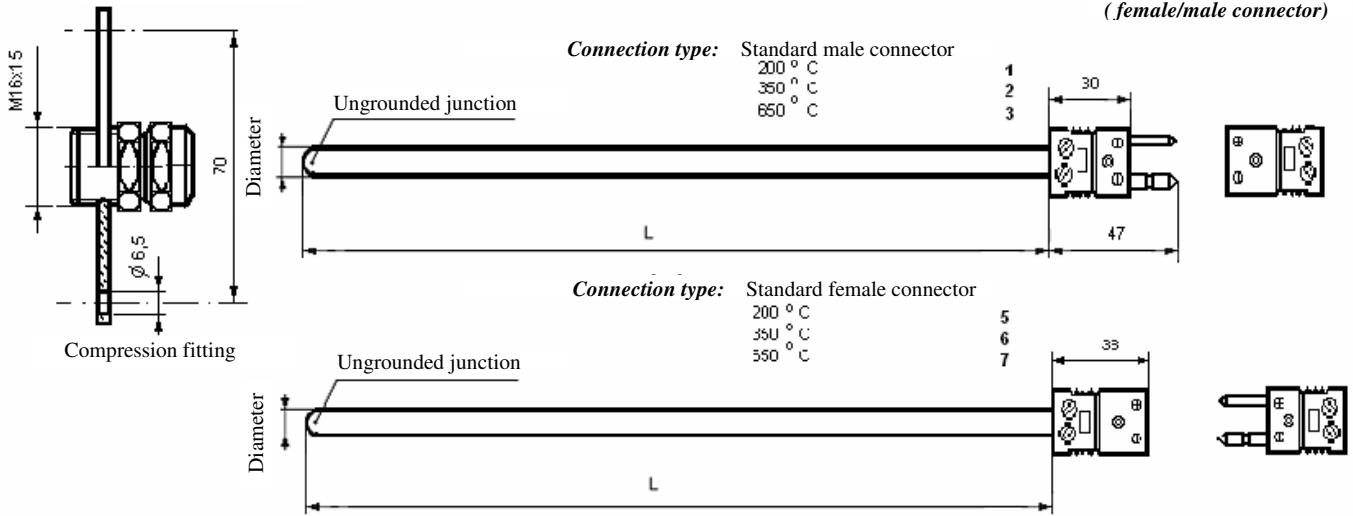 ( female/male connector)
Connection type: Standard male connector
200 ° C 1
350 ° C 2
650 ° C 3
30
M16x15
Ungrounded junction
Diameter
70
L
47
Ø 6,5
Connection type: Standard female connector
200 ° C 5
350 ° C 6
550 ° C 7
33
Compression fitting
Ungrounded junction
Diameter
L